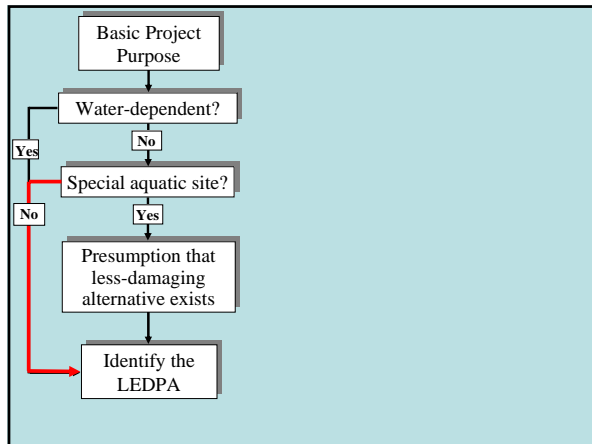 Basic Project
Purpose
Water-dependent?
No
Yes
Special aquatic site?
No
Yes
Presumption that
less-damaging
alternative exists
Identify the
LEDPA